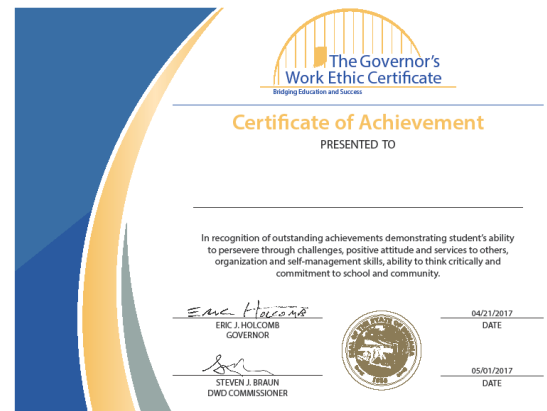 The Governor's
Work Ethic Certificate
Bridging Education and Success
Certificate of Achievement
PRESENTED TO
In recognition of outstanding achievements demonstrating student's ability
to persevere through challenges, positive attitude and services to others,
organization and self-management skills, ability to think critically and
commitment to school and community.
Eric Holcomb
04/21/2017
ERIC J. HOLCOMB
DATE
GOVERNOR
05/01/2017
STEVEN J. BRAUN
DATE
DWD COMMISSIONER